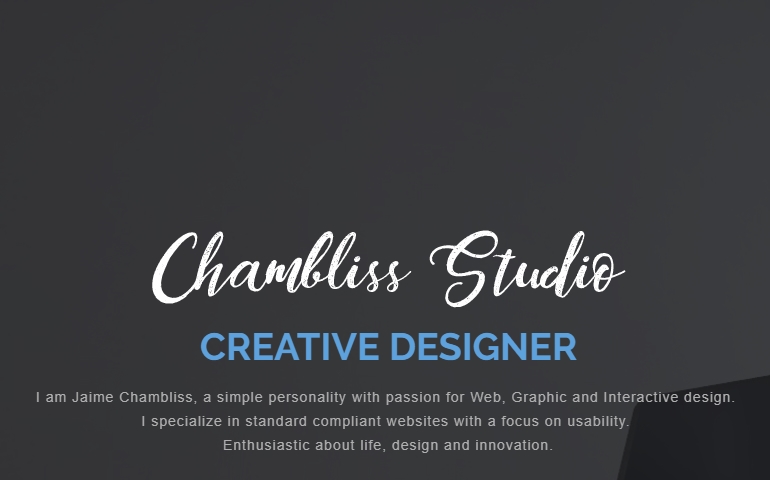 Chambliss Studio
CREATIVE DESIGNER
I am Jaime Chambliss, a simple personality with passion for Web, Graphic and Interactive design.
I specialize in standard compliant websites with a focus on usability.
Enthusiastic about life, design and innovation.